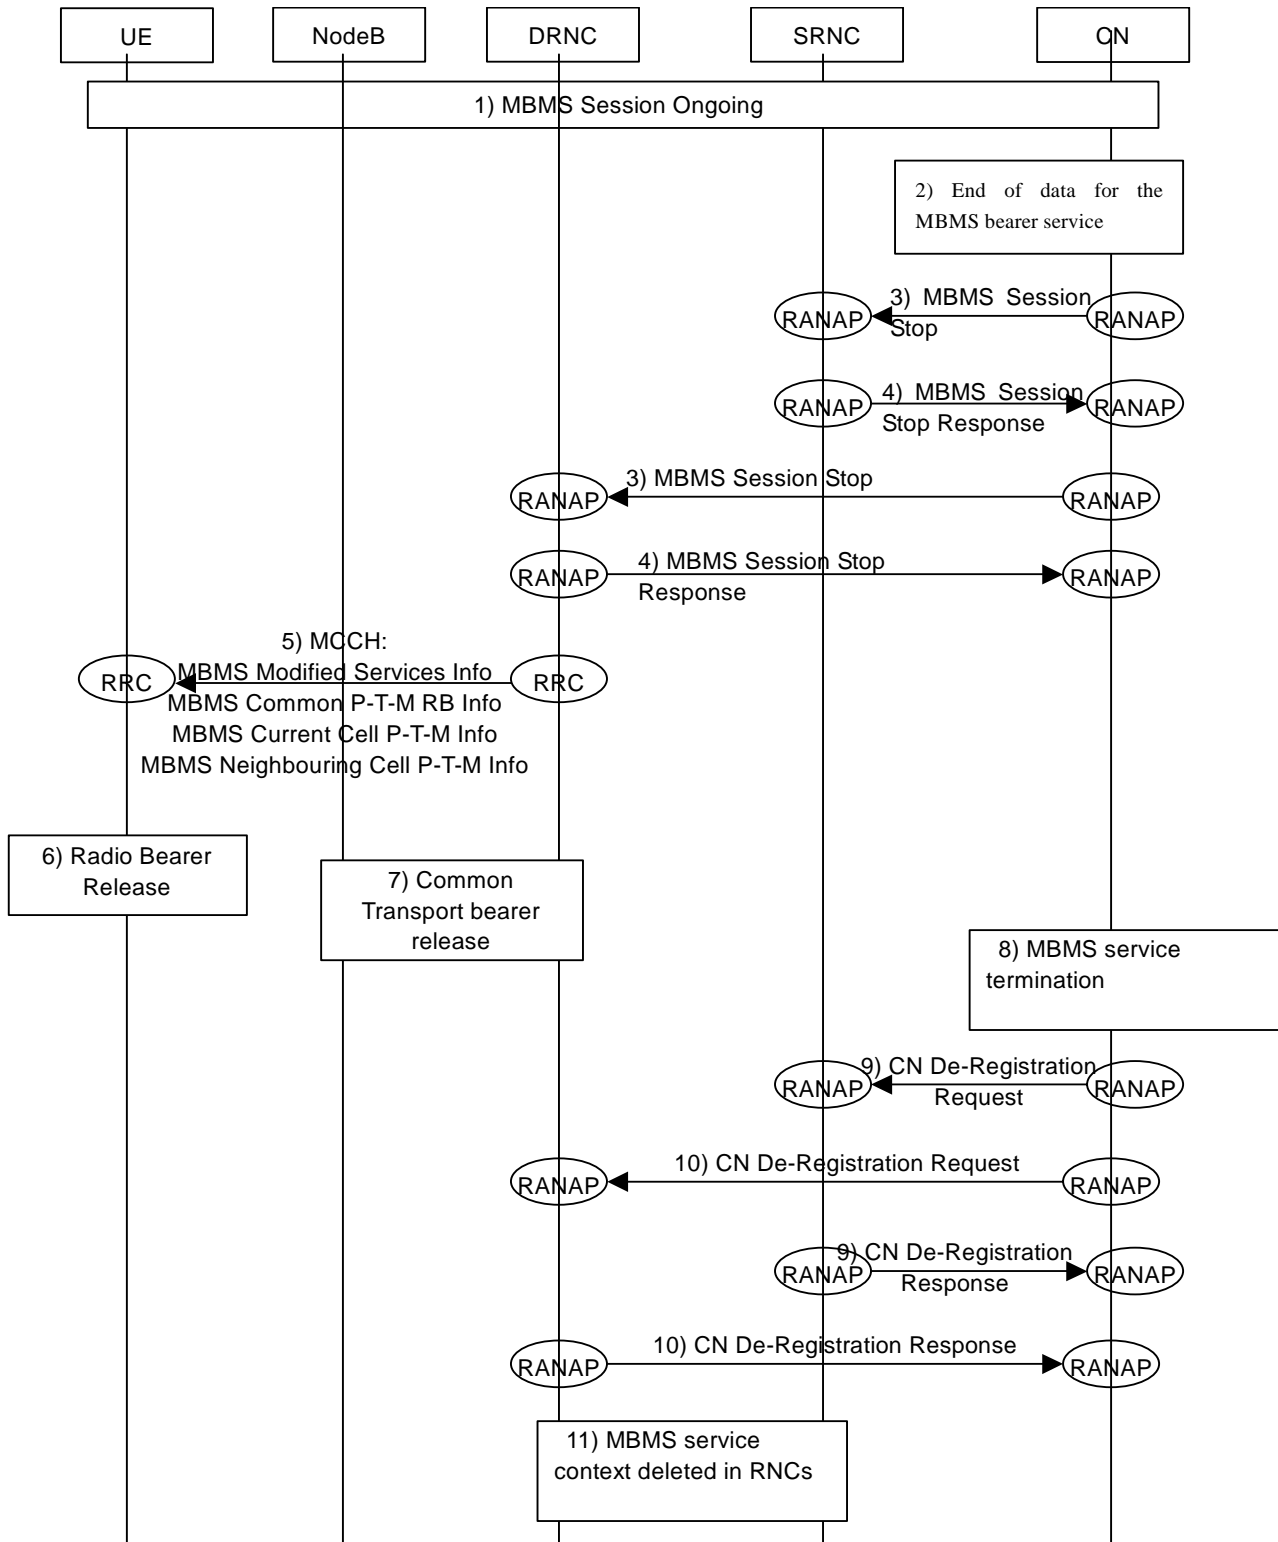 UE NodeB DRNC SRNC CN
1) MBMS Session Ongoing
2) End of data for the
MBMS bearer service
3) MBMS Session
Stop
RANAP RANAP
4) MBMS Session
Stop Response
RANAP RANAP
3) MBMS Session Stop
RANAP RANAP
4) MBMS Session Stop
Response
RANAP RANAP
5) MCCH:
MBMS Modified Services Info
RRC RRC
MBMS Common P-T-M RB Info
MBMS Current Cell P-T-M Info
MBMS Neighbouring Cell P-T-M Info
6) Radio Bearer
Release
7) Common
Transport bearer
release
8) MBMS service
termination
9) CN De-Registration
Request
RANAP RANAP
10) CN De-Registration Request
RANAP RANAP
9) CN De-Registration
Response
RANAP RANAP
10) CN De-Registration Response
RANAP RANAP
11) MBMS service
context deleted in RNCs